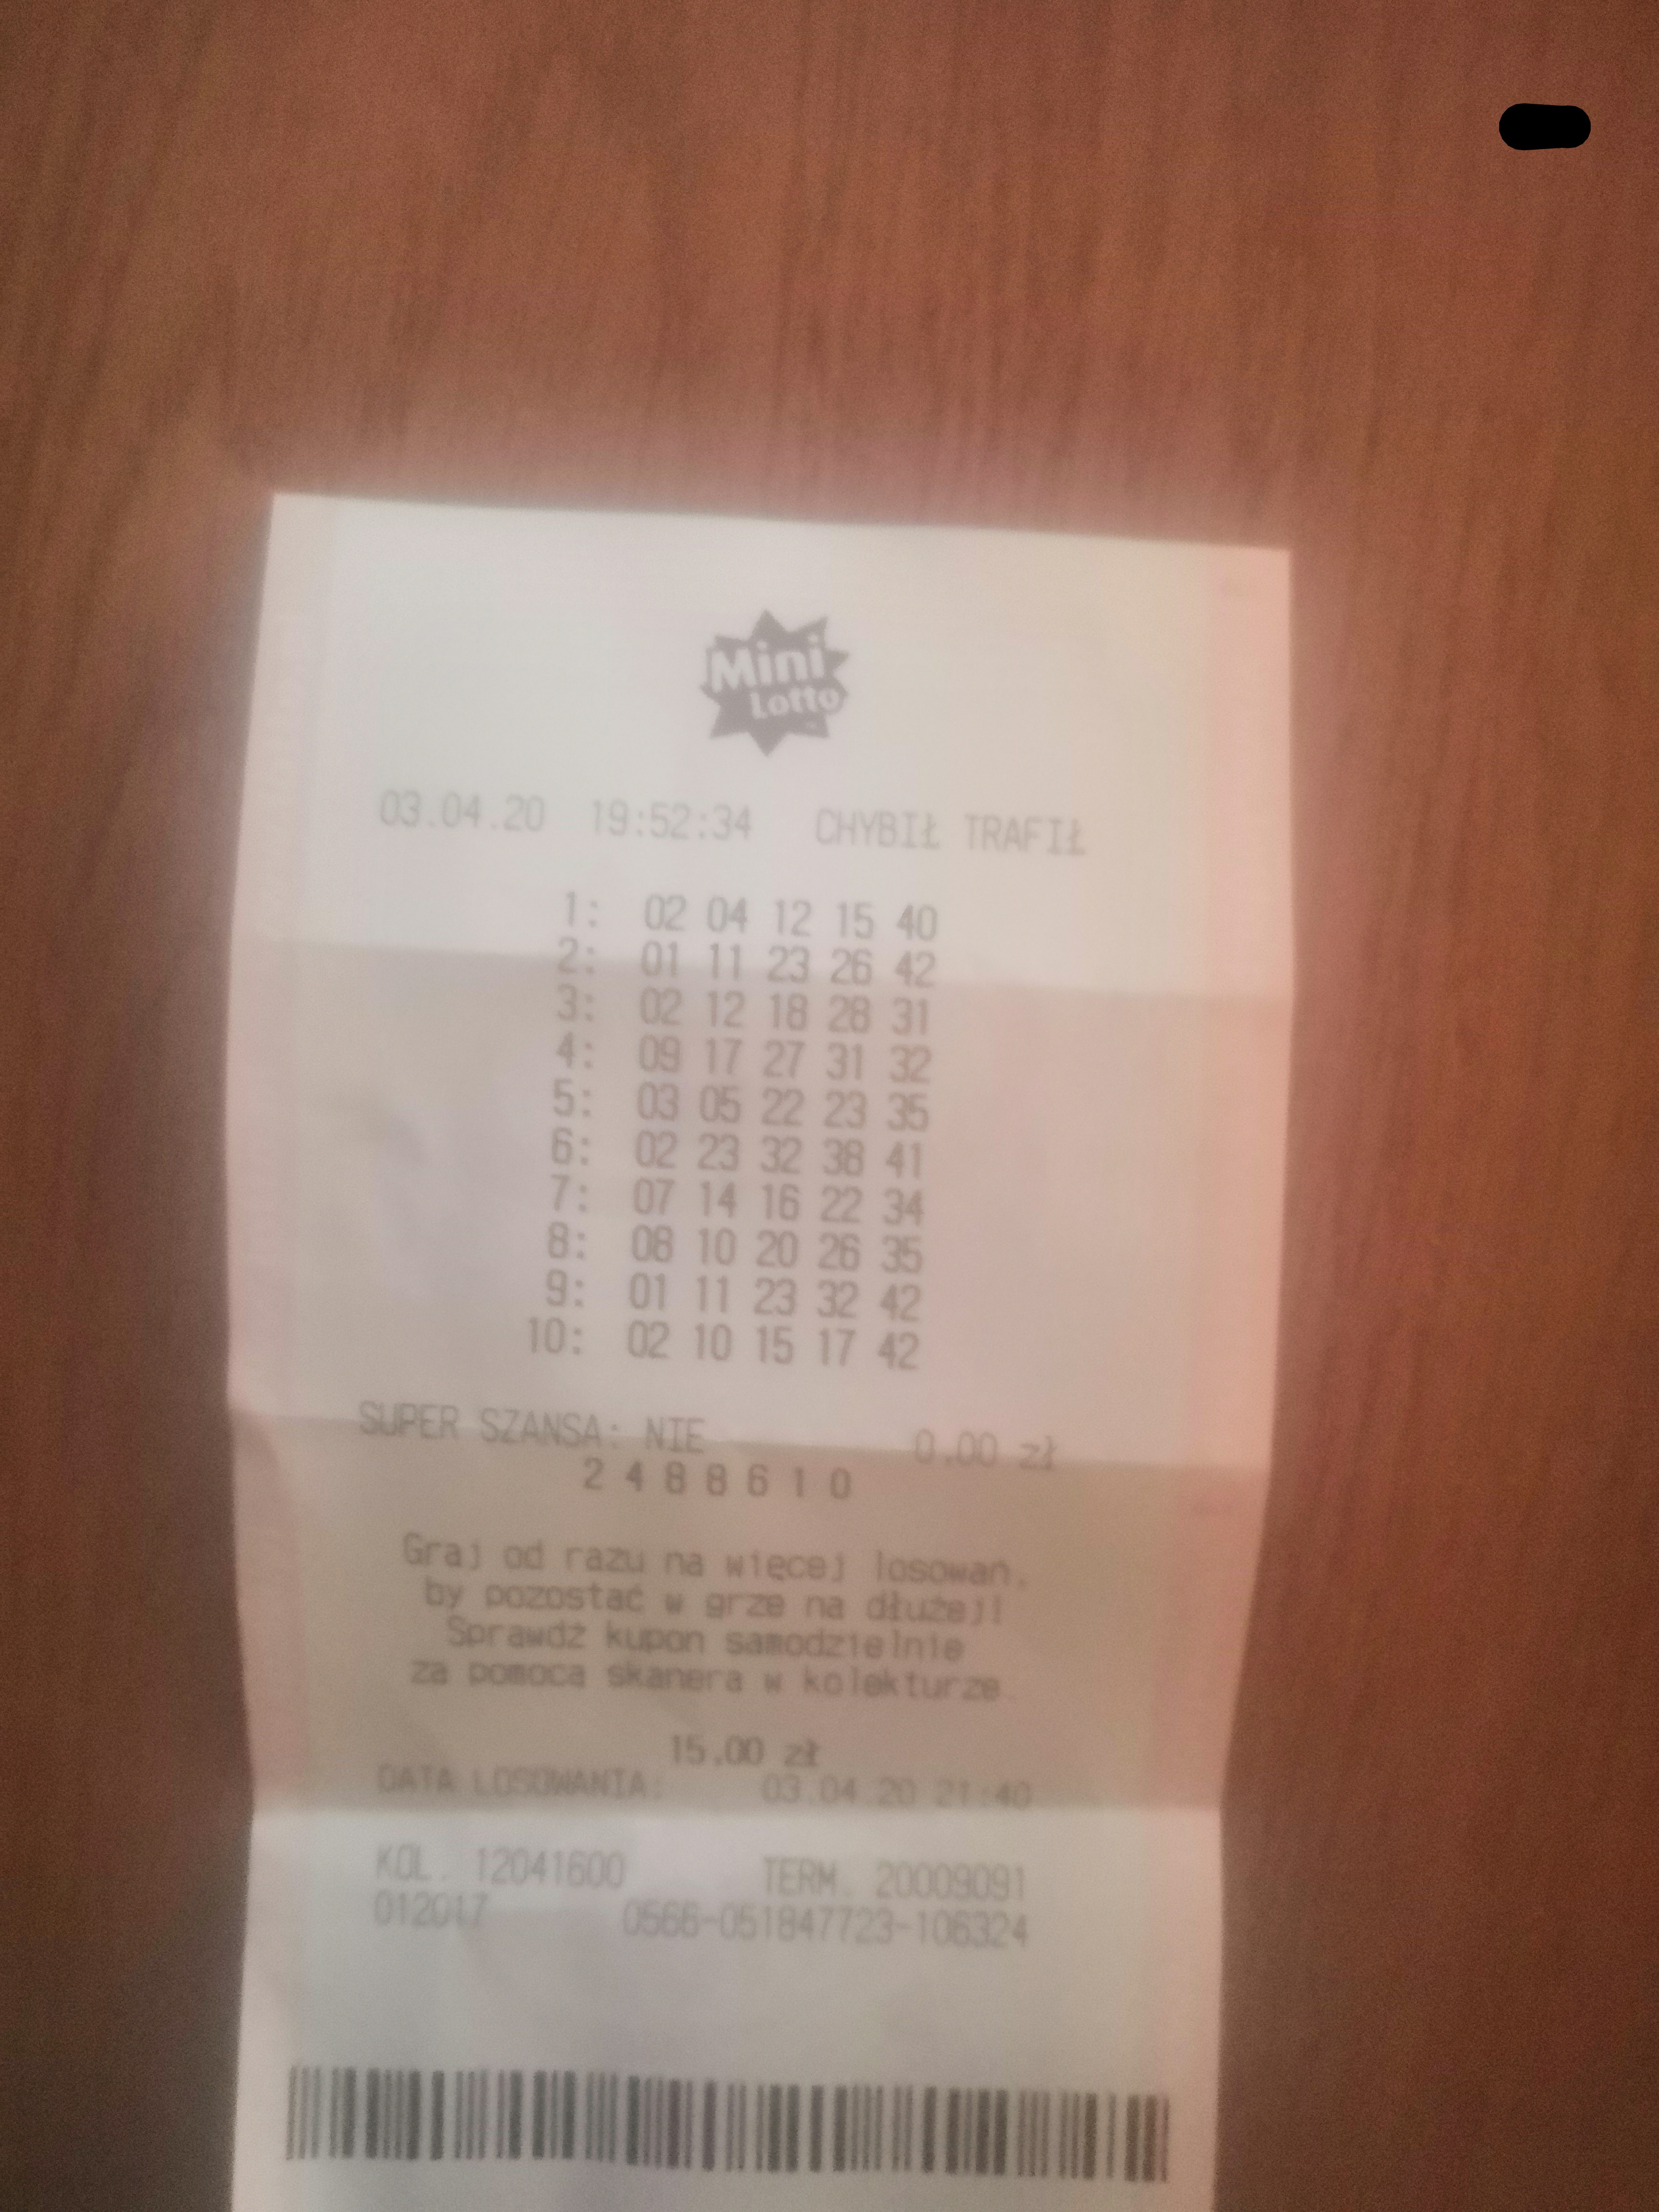 Mini
Lotto
03.04.20 19:52:34 CHYBIŁ TRAFIŁ
1: 02 04 12 15 40
2: 01 11 23 26 42
3: 02 12 18 28 31
4: 09 17 27 31 32
5: 03 05 22 23 35
6: 02 23 32 38 41
7: 07 14 16 22 34
8: 08 10 20 26 35
9: 01 11 23 32 42
10: 02 10 15 17 42
SUPER SZANSA: NIE 0.00 zł
2 4 8 8 6 1 0
Graj od razu na więcej losowań,
by pozostać w grze na dłużej!
Sprawdź kupon samodzielnie
za pomocą skanera w kolekturze.
15.00 zł
DATA LOSOWANIA: 03.04.20 21:40
KOL. 12041600 TERM. 20009091
012017 0566-051847723-106324